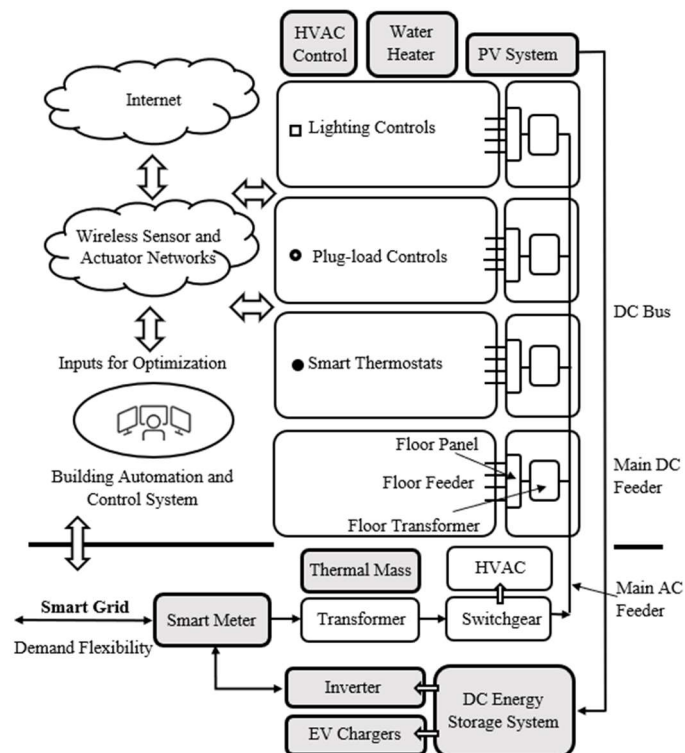 HVAC
Control
Water
Heater
PV System
Internet
Lighting Controls
Wireless Sensor and
Actuator Networks
Plug-load Controls
DC Bus
Inputs for Optimization
Smart Thermostats
Building Automation and
Control System
Floor Panel
Floor Feeder
Floor Transformer
Main DC
Feeder
Thermal Mass
HVAC
Main AC
Feeder
Smart Grid
Demand Flexibility
Smart Meter
Transformer
Switchgear
Inverter
EV Chargers
DC Energy
Storage System